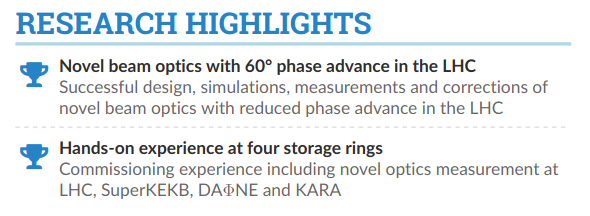 RESEARCH HIGHLIGHTS
Novel beam optics with 60° phase advance in the LHC
Successful design, simulations, measurements and corrections of
novel beam optics with reduced phase advance in the LHC
Hands-on experience at four storage rings
Commissioning experience including novel optics measurement at
LHC, SuperKEKB, DAΦNE and KARA